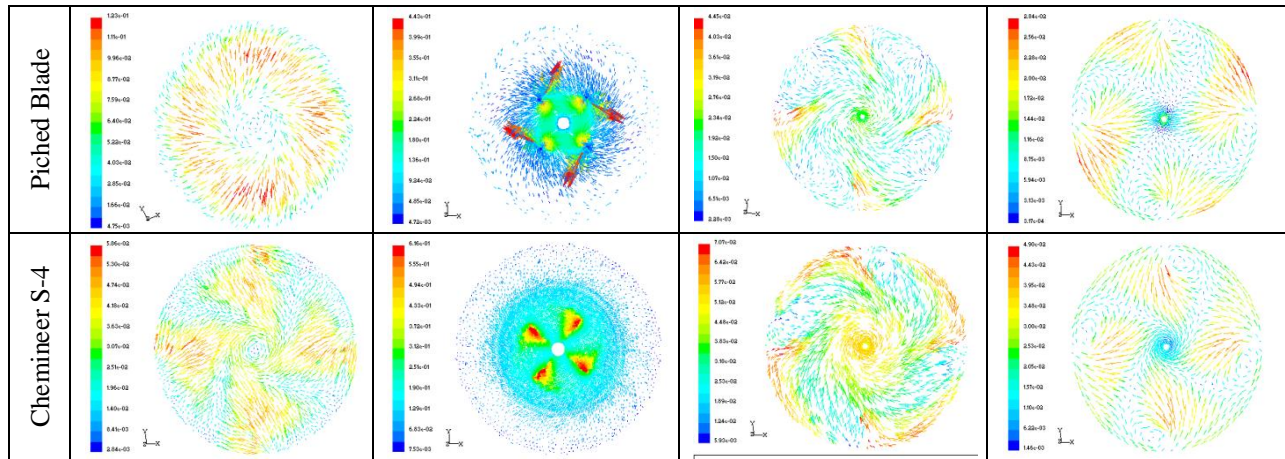 Piched Blade
1.23e-01
1.11e-01
9.96e-02
8.77e-02
7.59e-02
6.40e-02
5.22e-02
4.03e-02
2.85e-02
1.66e-02
4.75e-03
Y
Z
X
4.43e-01
3.99e-01
3.55e-01
3.11e-01
2.68e-01
2.24e-01
1.80e-01
1.36e-01
9.24e-02
4.85e-02
4.72e-03
Y
Z
X
4.45e-02
4.03e-02
3.61e-02
3.19e-02
2.76e-02
2.34e-02
1.92e-02
1.50e-02
1.07e-02
6.51e-03
2.28e-03
Y
Z
X
2.84e-02
2.56e-02
2.28e-02
2.00e-02
1.72e-02
1.44e-02
1.16e-02
8.75e-03
5.94e-03
3.13e-03
3.17e-04
Y
Z
X
Chemineer S-4
5.86e-02
5.30e-02
4.74e-02
4.18e-02
3.63e-02
3.07e-02
2.51e-02
1.96e-02
1.40e-02
8.41e-03
2.84e-03
Y
Z
X
6.16e-01
5.55e-01
4.94e-01
4.33e-01
3.72e-01
3.12e-01
2.51e-01
1.90e-01
1.29e-01
6.83e-02
7.53e-03
Y
Z
X
7.07e-02
6.42e-02
5.77e-02
5.13e-02
4.48e-02
3.83e-02
3.18e-02
2.53e-02
1.89e-02
1.24e-02
5.93e-03
Y
Z
X
4.90e-02
4.43e-02
3.95e-02
3.48e-02
3.00e-02
2.53e-02
2.05e-02
1.57e-02
1.10e-02
6.22e-03
1.46e-03
Y
Z
X